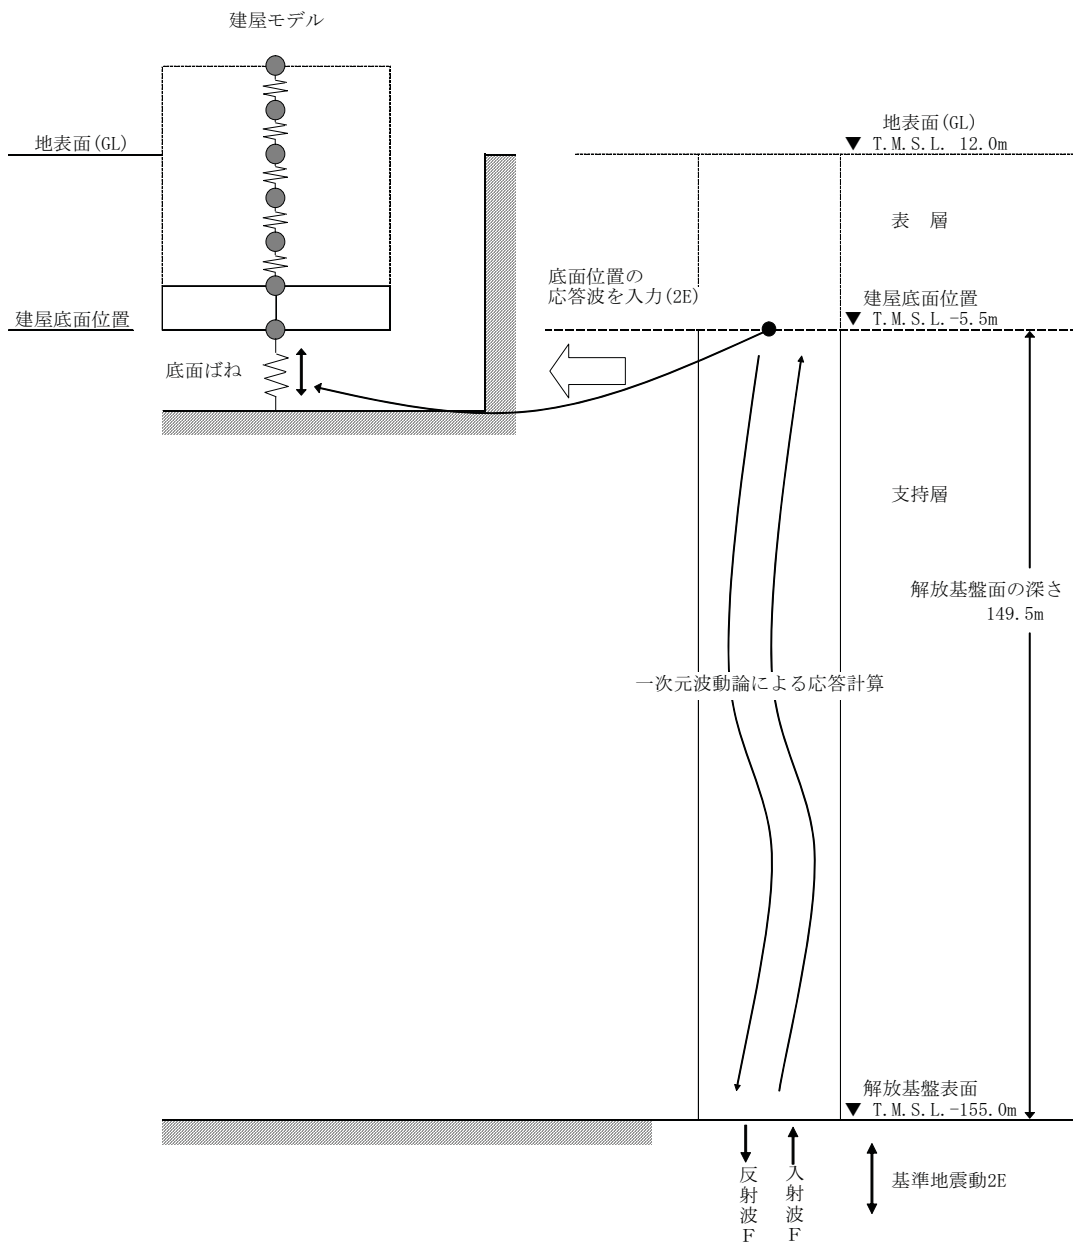 建屋モデル
地表面(GL)
地表面(GL)
▼ T.M.S.L. 12.0m
表　層
底面位置の
応答波を入力(2E)
建屋底面位置
▼ T.M.S.L.-5.5m
建屋底面位置
底面ばね
支持層
解放基盤面の深さ
149.5m
一次元波動論による応答計算
解放基盤表面
▼ T.M.S.L.-155.0m
反射波F
入射波F
基準地震動2E